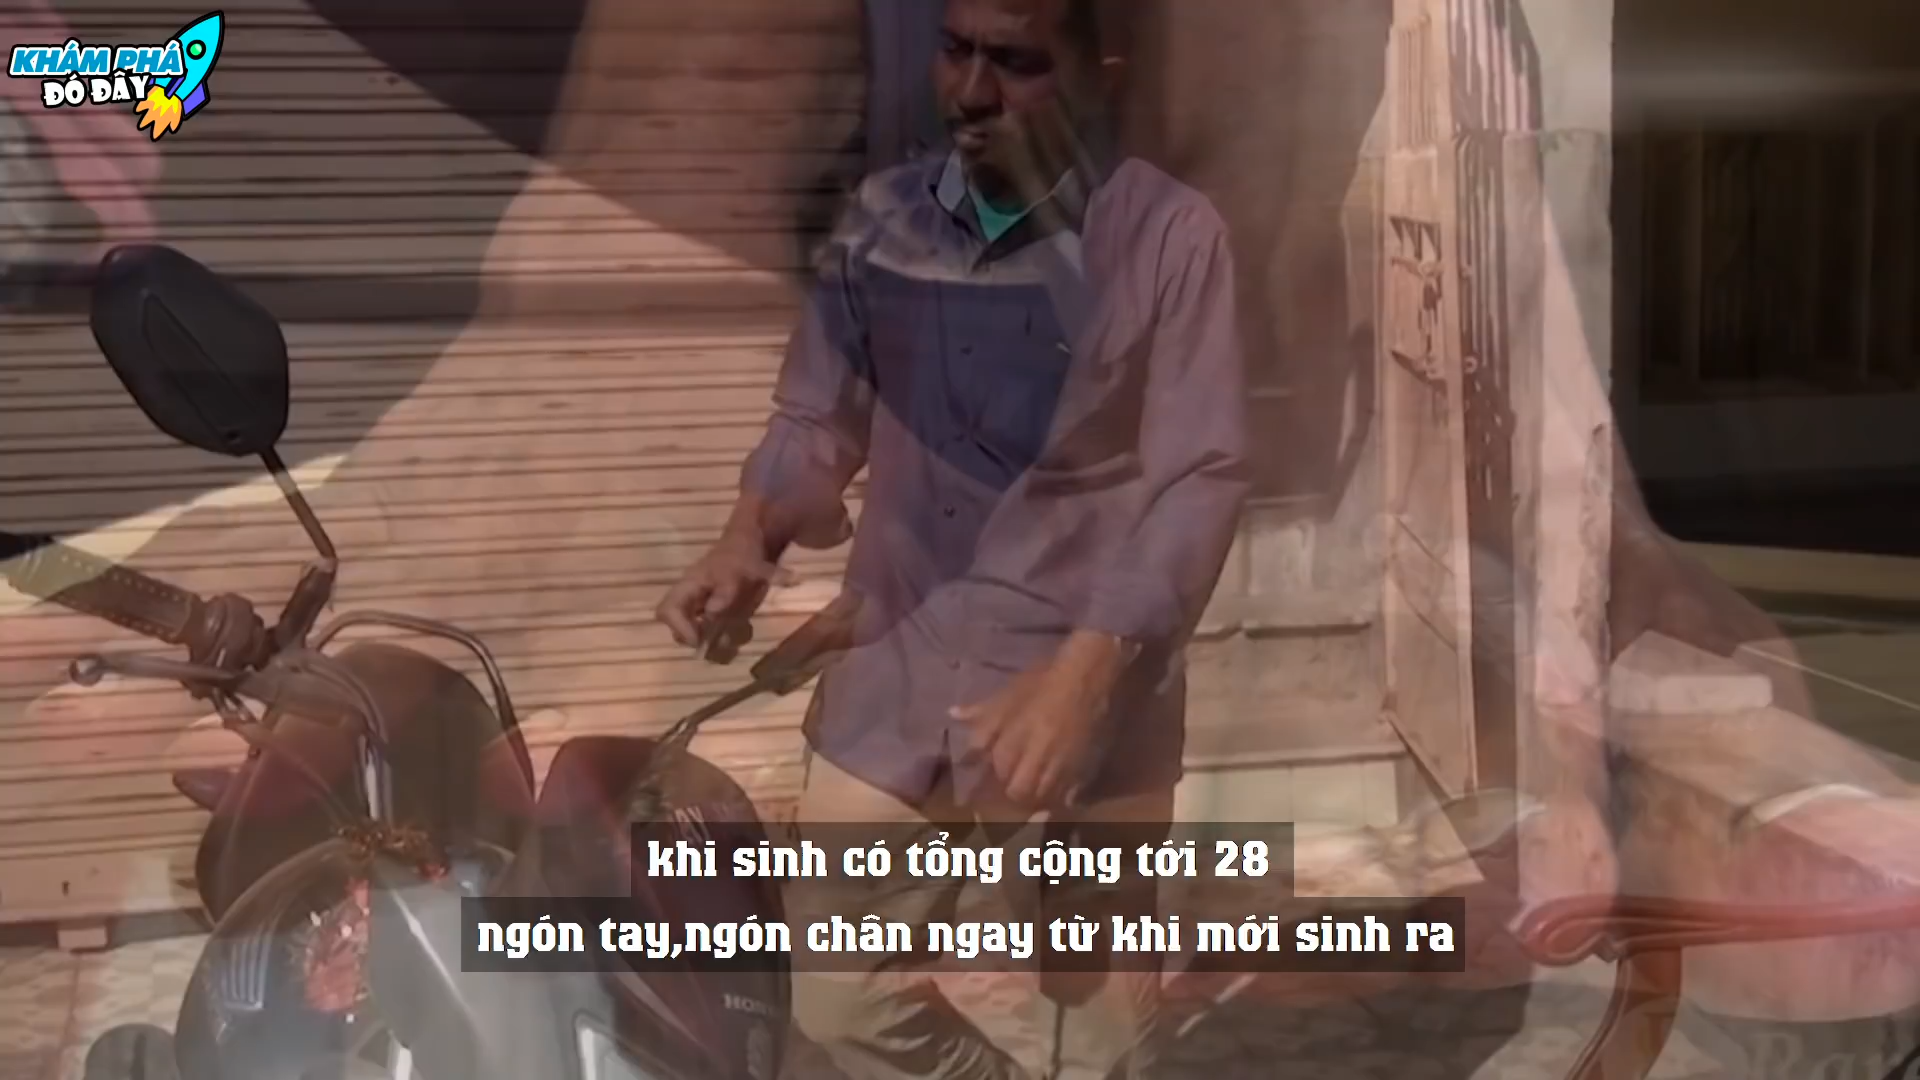 KHÁM PHÁ
ĐÓ ĐÂY
khi sinh có tổng cộng tới 28
ngón tay,ngón chân ngay từ khi mới sinh ra